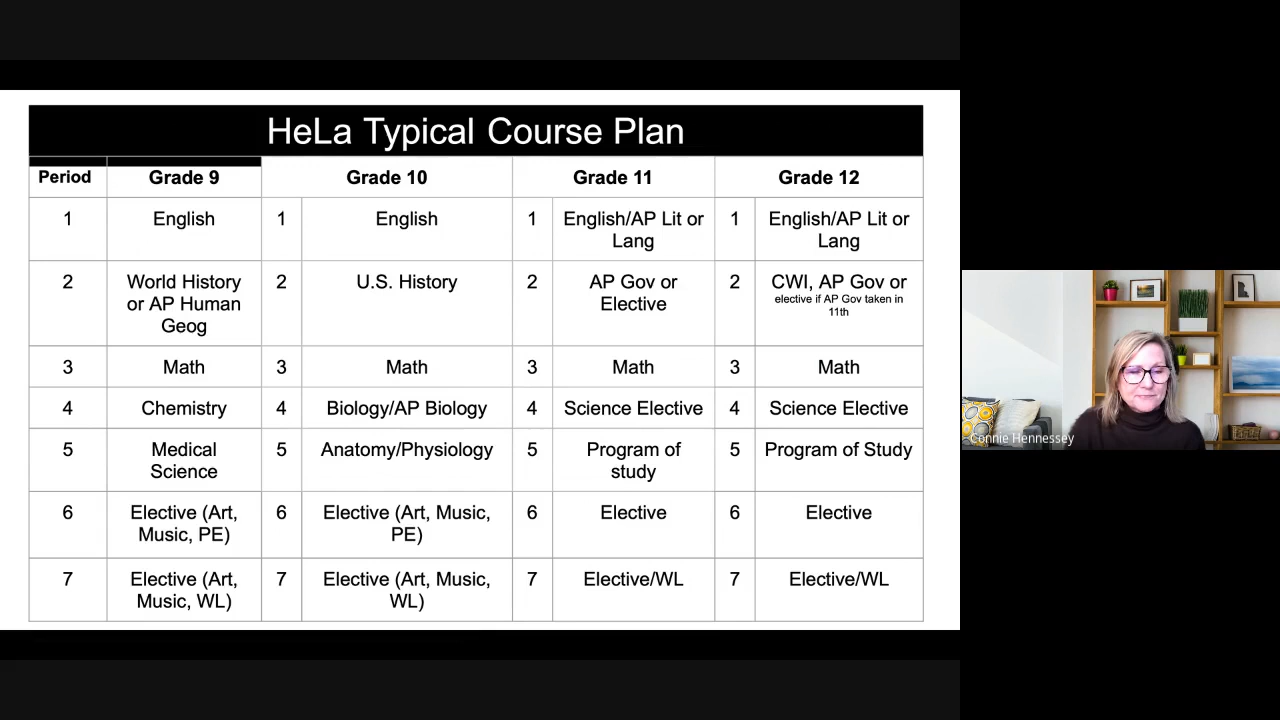 HeLa Typical Course Plan
Period Grade 9 Grade 10 Grade 11 Grade 12
1 English 1 English 1 English/AP Lit or Lang 1 English/AP Lit or Lang
2 World History or AP Human Geog 2 U.S. History 2 AP Gov or Elective 2 CWI, AP Gov or elective if AP Gov taken in 11th
3 Math 3 Math 3 Math 3 Math
4 Chemistry 4 Biology/AP Biology 4 Science Elective 4 Science Elective
5 Medical Science 5 Anatomy/Physiology 5 Program of study 5 Program of Study
6 Elective (Art, Music, PE) 6 Elective (Art, Music, PE) 6 Elective 6 Elective
7 Elective (Art, Music, WL) 7 Elective (Art, Music, WL) 7 Elective/WL 7 Elective/WL
Connie Hennessey